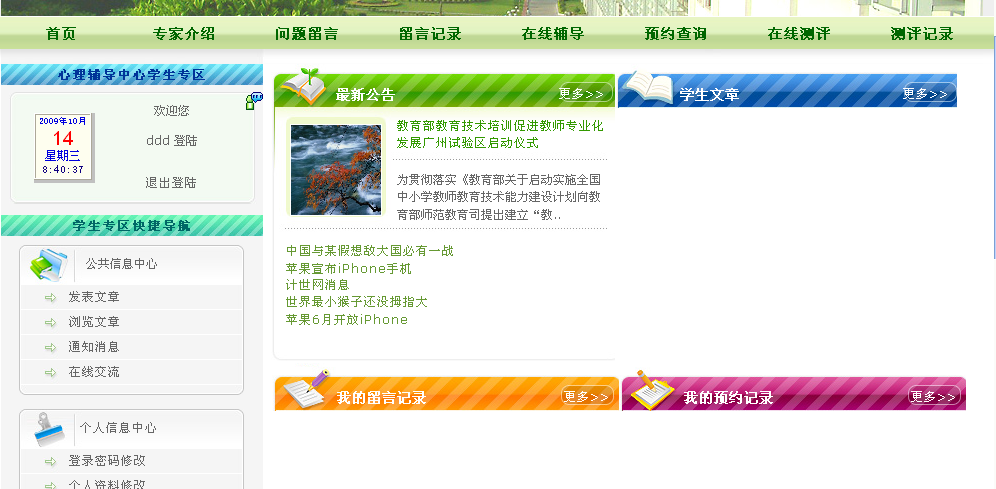 首页 专家介绍 问题留言 留言记录 在线辅导 预约查询 在线测评 测评记录
心理辅导中心学生专区
2009年10月
14
星期三
8:40:37
欢迎您
ddd 登陆
退出登陆
学生专区快捷导航
公共信息中心
发表文章
浏览文章
通知消息
在线交流
个人信息中心
登录密码修改
个人资料修改
最新公告 更多>>
教育部教育技术培训促进教师专业化
发展广州试验区启动仪式
为贯彻落实《教育部关于启动实施全国
中小学教师教育技术能力建设计划向教
育部师范教育司提出建立“教..
中国与某假想敌大国必有一战
苹果宣布iPhone手机
计世网消息
世界最小猴子还没拇指大
苹果6月开放iPhone
学生文章 更多>>
我的留言记录 更多>>
我的预约记录 更多>>